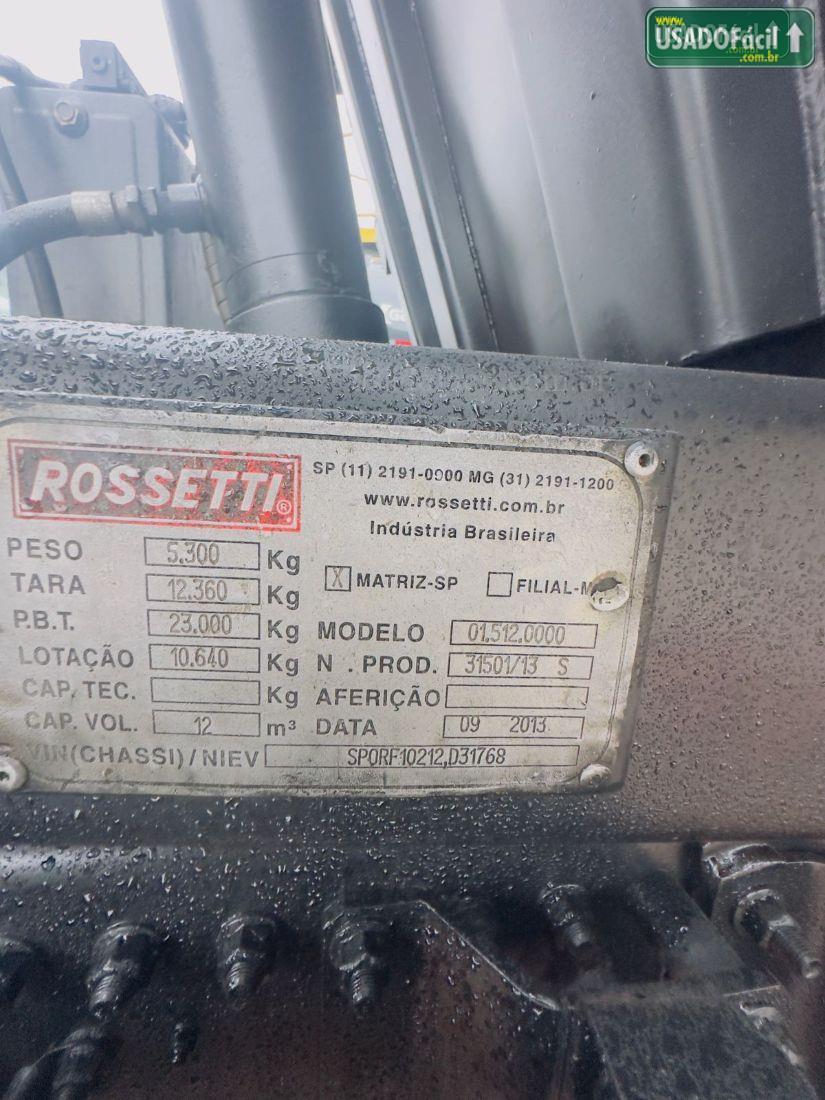 www.
USADOFácil
.com.br
ROSSETTI®
SP (11) 2191-0900 MG (31) 2191-1200
www.rossetti.com.br
Indústria Brasileira
PESO 5.300 Kg
TARA 12.360 Kg
X MATRIZ-SP FILIAL-M
P.B.T. 23.000 Kg
MODELO 01.512.0000
LOTAÇÃO 10.640 Kg
N .PROD. 31501/13 S
CAP. TEC. Kg
AFERIÇÃO
CAP. VOL. 12 m³
DATA 09 2013
VIN(CHASSI)/NIEV SPORF10212,D31768